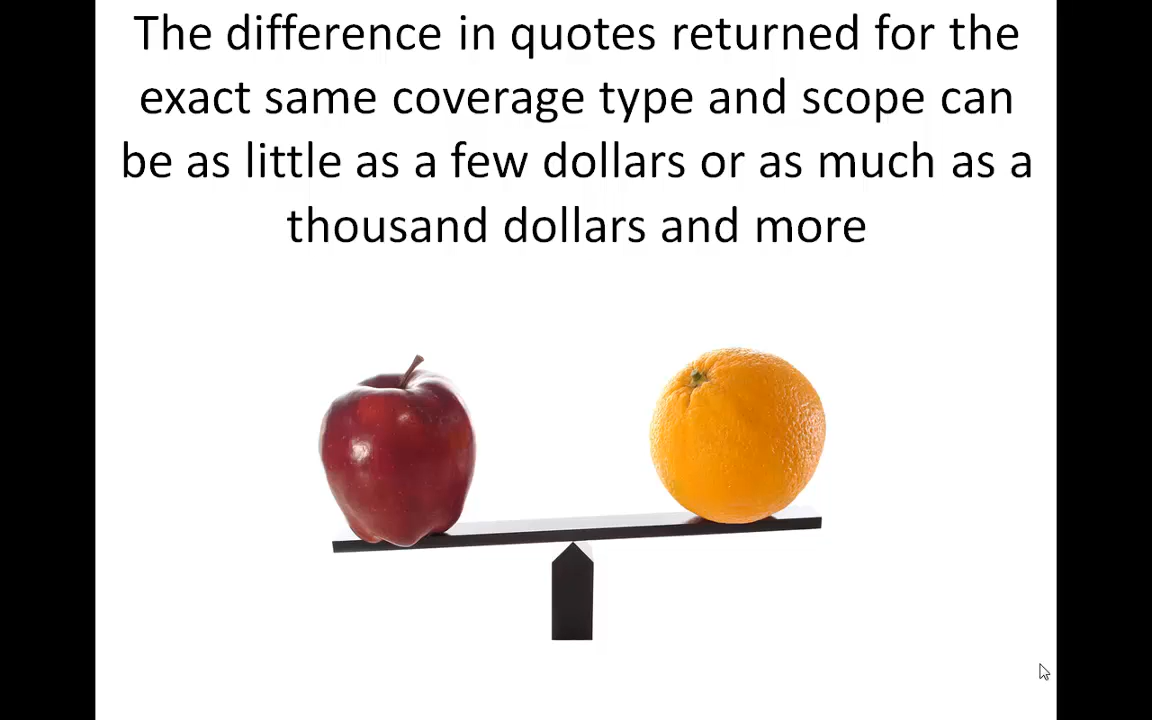 The difference in quotes returned for the
exact same coverage type and scope can
be as little as a few dollars or as much as a
thousand dollars and more